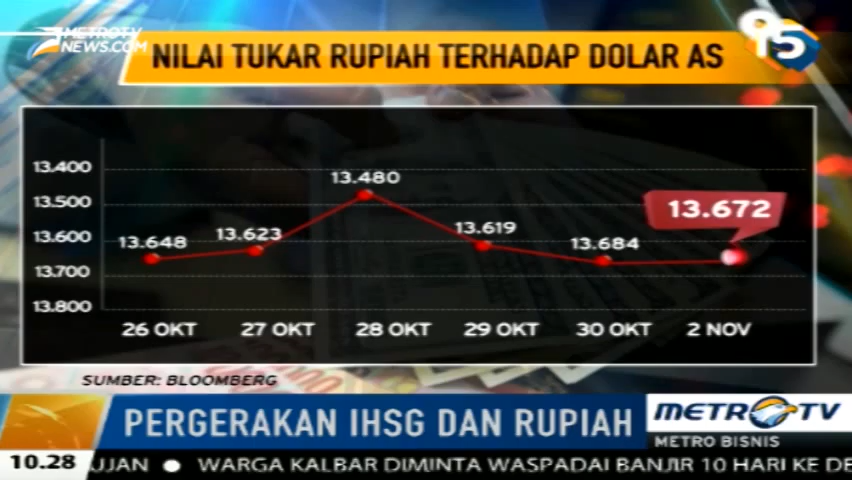 METROTV
NEWS.COM
NILAI TUKAR RUPIAH TERHADAP DOLAR AS
95
13.400
13.500
13.600
13.700
13.800
13.648
13.623
13.480
13.619
13.684
13.672
26 OKT
27 OKT
28 OKT
29 OKT
30 OKT
2 NOV
SUMBER: BLOOMBERG
PERGERAKAN IHSG DAN RUPIAH
METRO TV
METRO BISNIS
10.28
UJAN ● WARGA KALBAR DIMINTA WASPADAI BANJIR 10 HARI KE DE